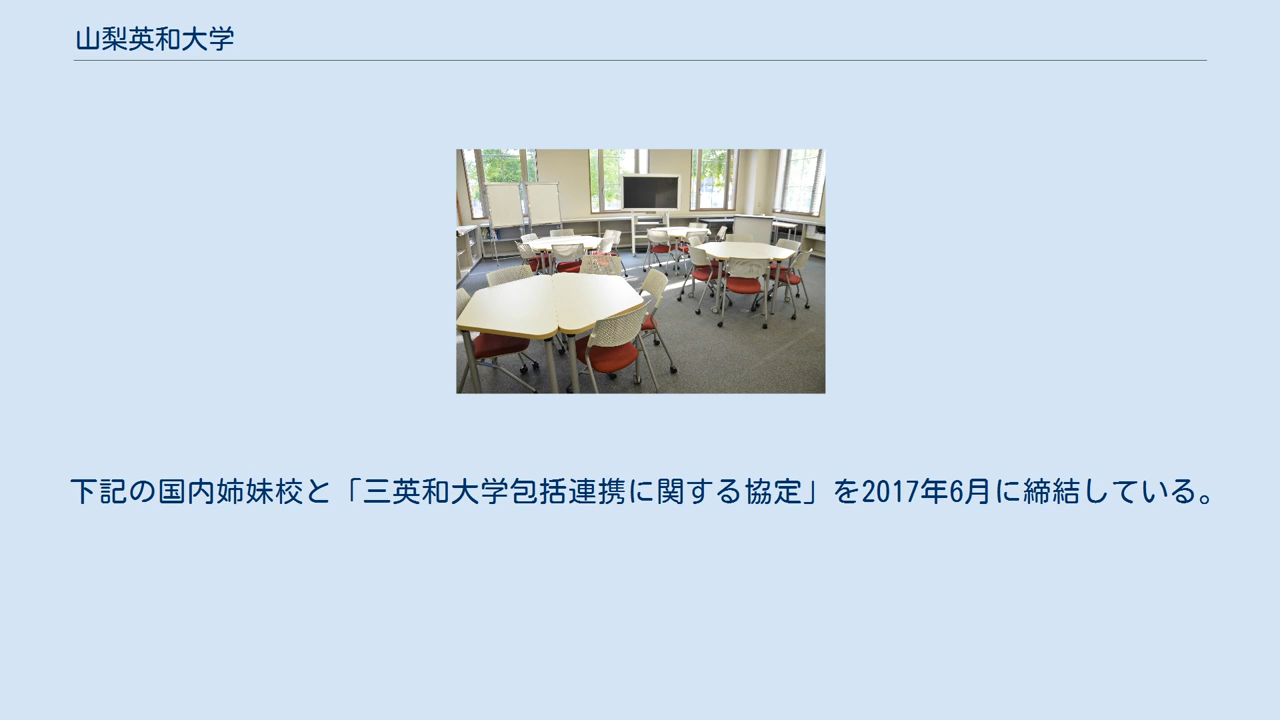 山梨英和大学
下記の国内姉妹校と「三英和大学包括連携に関する協定」を2017年6月に締結している。